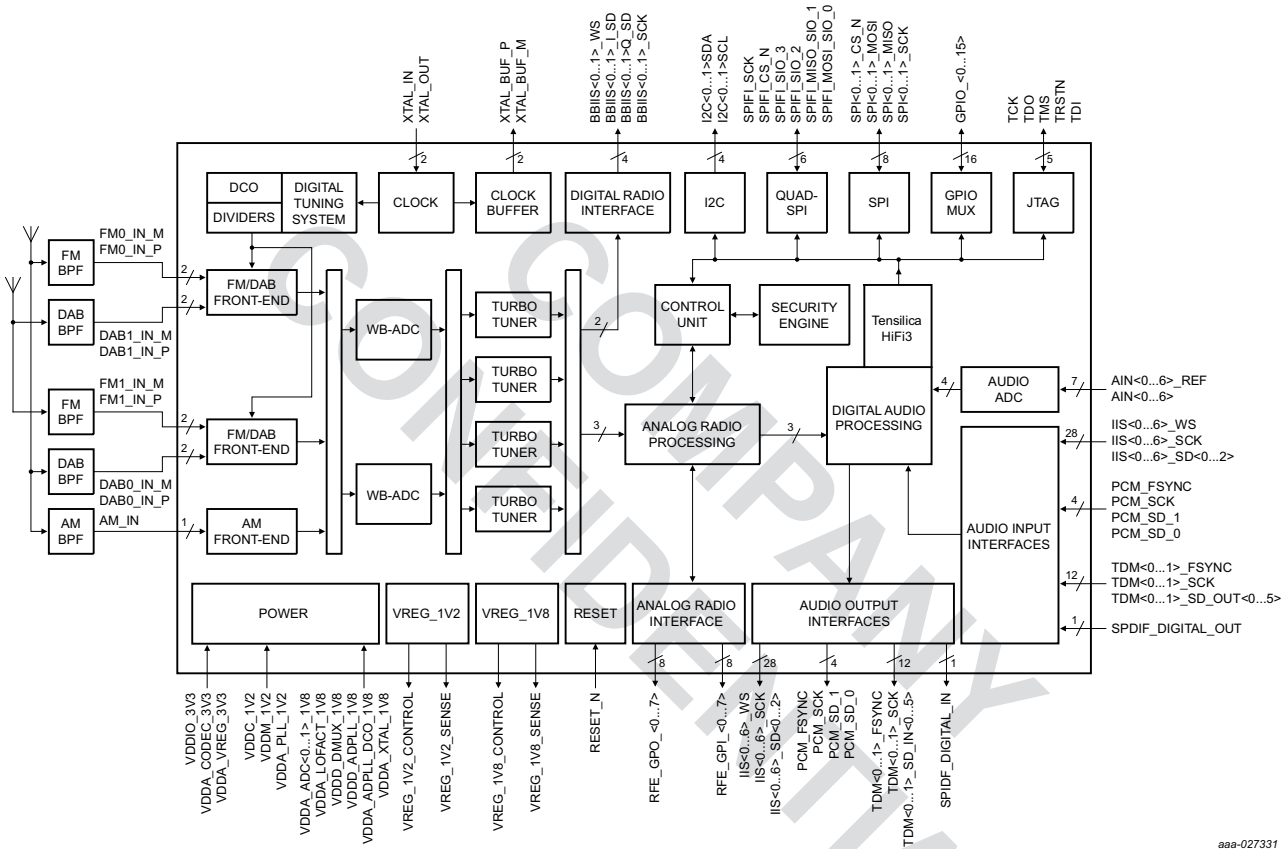 XTAL_IN
XTAL_OUT
XTAL_BUF_P
XTAL_BUF_M
BBIIS<0...1>_WS
BBIIS<0...1>_I_SD
BBIIS<0...1>Q_SD
BBIIS<0...1>_SCK
I2C<0...1>SDA
I2C<0...1>SCL
SPIFI_SCK
SPIFI_CS_N
SPIFI_SIO_3
SPIFI_SIO_2
SPIFI_MISO_SIO_1
SPIFI_MOSI_SIO_0
SPI<0...1>_CS_N
SPI<0...1>_MOSI
SPI<0...1>_MISO
SPI<0...1>_SCK
GPIO_<0...15>
TCK
TDO
TMS
TRSTN
TDI
2
2
4
4
6
8
16
5
DCO
DIVIDERS
DIGITAL
TUNING
SYSTEM
CLOCK
CLOCK
BUFFER
DIGITAL RADIO
INTERFACE
I2C
QUAD-
SPI
SPI
GPIO
MUX
JTAG
FM
BPF
FM0_IN_M
FM0_IN_P
2
DAB
BPF
2
DAB1_IN_M
DAB1_IN_P
FM/DAB
FRONT-END
FM
BPF
FM1_IN_M
FM1_IN_P
2
DAB
BPF
2
DAB0_IN_M
DAB0_IN_P
FM/DAB
FRONT-END
AM
BPF
AM_IN
1
AM
FRONT-END
WB-ADC
WB-ADC
TURBO
TUNER
TURBO
TUNER
TURBO
TUNER
TURBO
TUNER
2
3
CONTROL
UNIT
SECURITY
ENGINE
Tensilica
HiFi3
ANALOG RADIO
PROCESSING
3
DIGITAL AUDIO
PROCESSING
4
AUDIO
ADC
7
AIN<0...6>_REF
AIN<0...6>
28
IIS<0...6>_WS
IIS<0...6>_SCK
IIS<0...6>_SD<0...2>
4
PCM_FSYNC
PCM_SCK
PCM_SD_1
PCM_SD_0
AUDIO INPUT
INTERFACES
12
TDM<0...1>_FSYNC
TDM<0...1>_SCK
TDM<0...1>_SD_OUT<0...5>
1
SPDIF_DIGITAL_OUT
POWER
VREG_1V2
VREG_1V8
RESET
ANALOG RADIO
INTERFACE
AUDIO OUTPUT
INTERFACES
8
8
28
4
12
1
VDDIO_3V3
VDDA_CODEC_3V3
VDA_VREG_3V3
VDDC_1V2
VDDM_1V2
VDDA_PLL_1V2
VDDA_ADC<0...1>_1V8
VDDA_LOFACT_1V8
VDDD_DMUX_1V8
VDDD_ADPLL_1V8
VDDA_ADPLL_DCO_1V8
VDDA_XTAL_1V8
VREG_1V2_CONTROL
VREG_1V2_SENSE
VREG_1V8_CONTROL
VREG_1V8_SENSE
RESET_N
RFE_GPO_<0...7>
RFE_GPI_<0...7>
IIS<0...6>_WS
IIS<0...6>_SCK
IIS<0...6>_SD<0...2>
PCM_FSYNC
PCM_SCK
PCM_SD_1
PCM_SD_0
TDM<0...1>_FSYNC
TDM<0...1>_SCK
TDM<0...1>_SD_IN<0...5>
SPIDF_DIGITAL_IN
COMPANY
CONFIDENTIA
aaa-027331